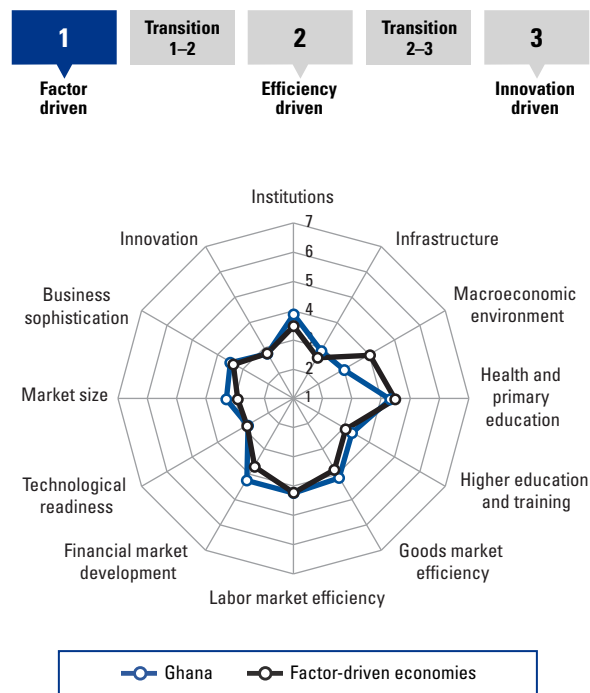 1
Transition
1–2
2
Transition
2–3
3
Factor
driven
Efficiency
driven
Innovation
driven
Institutions
7
Innovation
Infrastructure
6
5
Business
sophistication
Macroeconomic
environment
4
2
Market size
1
Health and
primary
education
Technological
readiness
Higher education
and training
Financial market
development
Goods market
efficiency
Labor market efficiency
Ghana
Factor-driven economies